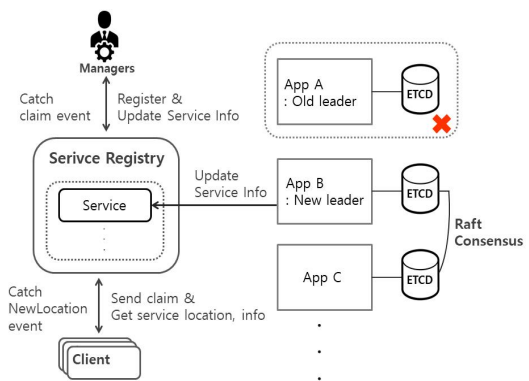 Managers
Catch
claim event
Register &
Update Service Info
App A
: Old leader
ETCD
Serivce Registry
Service
Update
Service Info
App B
: New leader
ETCD
Raft
Consensus
App C
ETCD
Catch
NewLocation
event
Send claim &
Get service location, info
Client